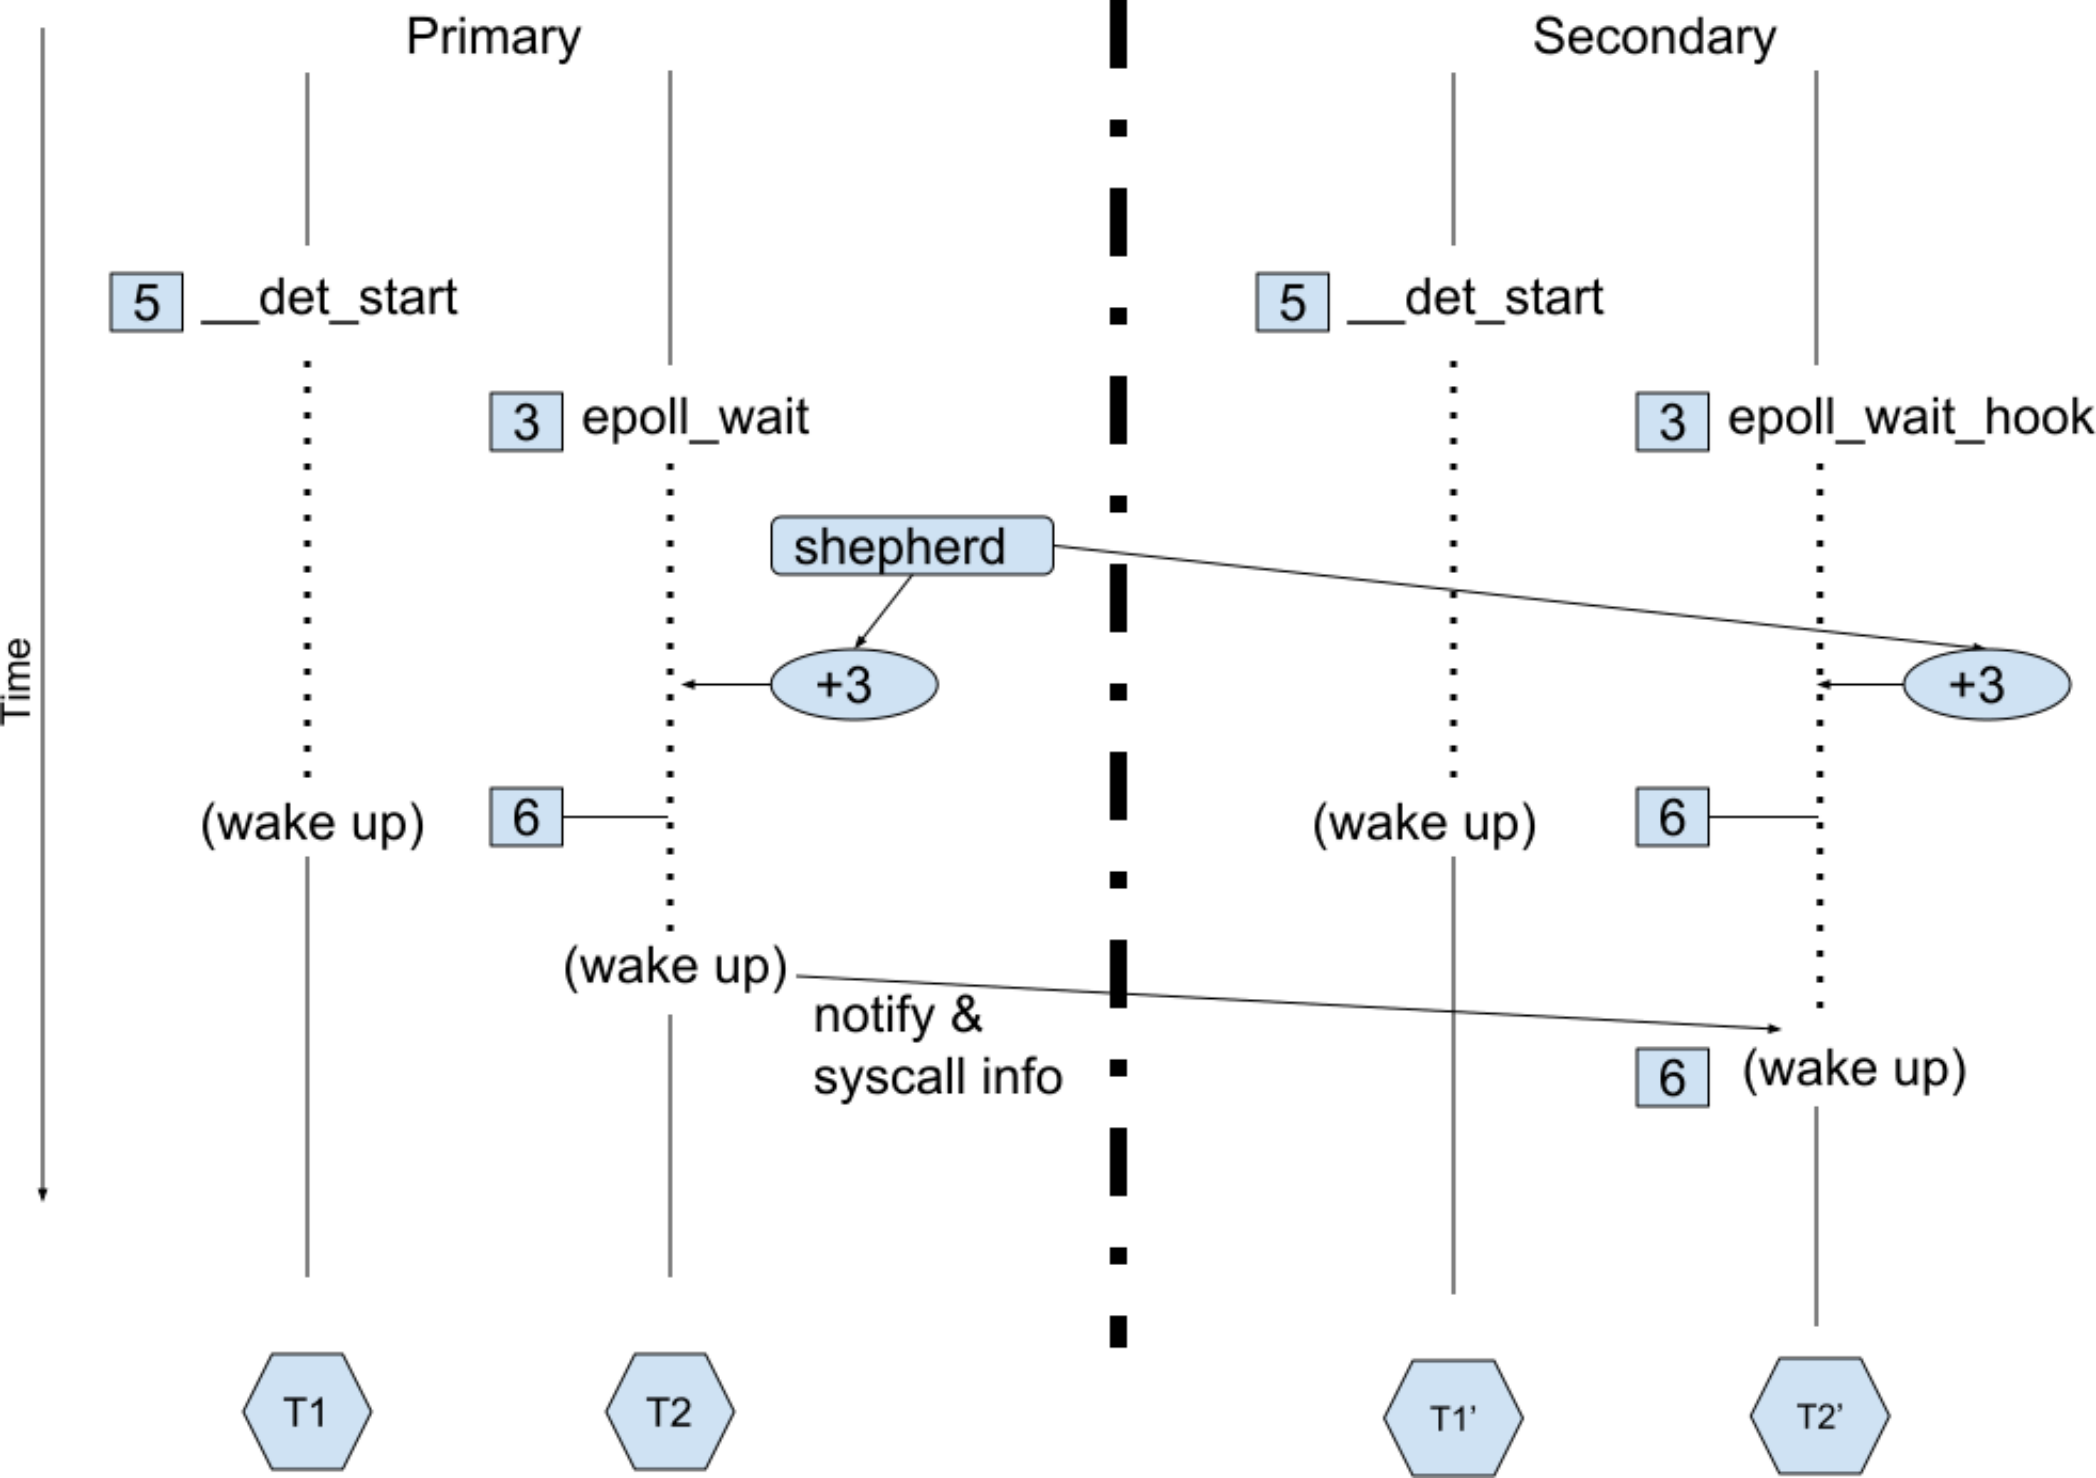 Primary
Secondary
5 __det_start
5 __det_start
3 epoll_wait
3 epoll_wait_hook
shepherd
Time
+3
+3
(wake up)
6
(wake up)
6
(wake up)
notify &
syscall info
6 (wake up)
T1
T2
T1’
T2’